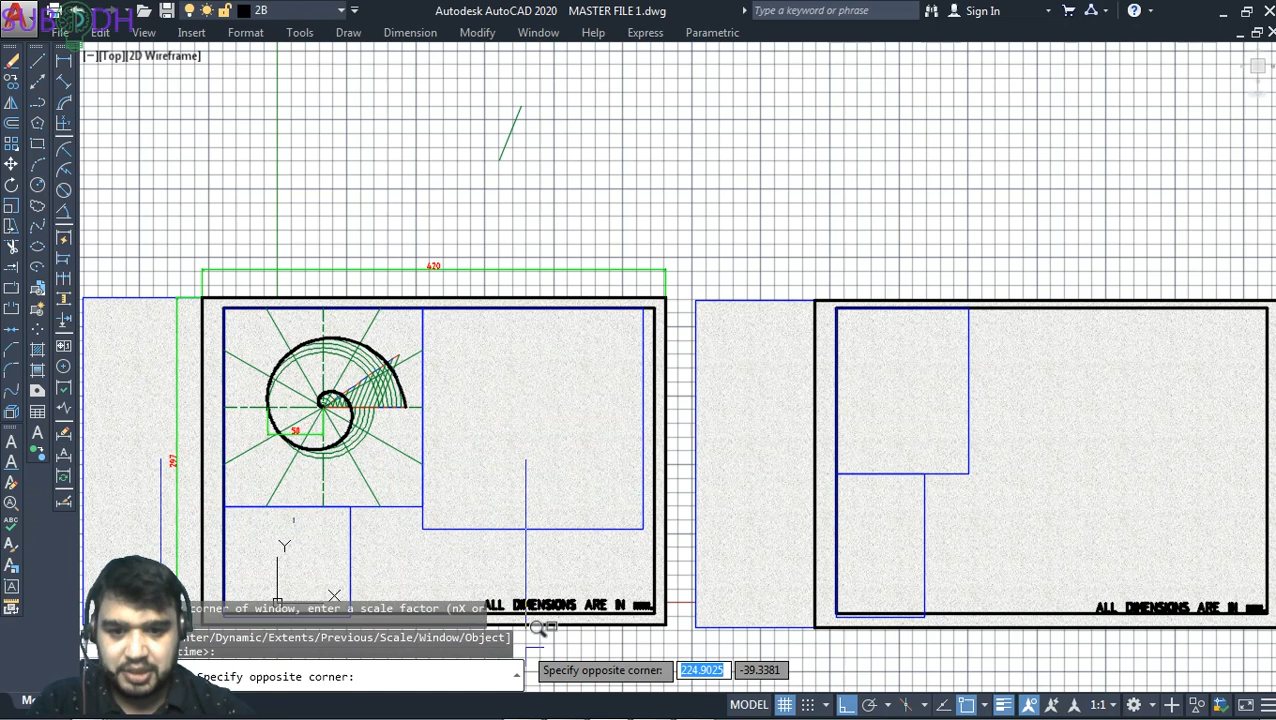 SUBODH
2B
Autodesk AutoCAD 2020 MASTER FILE 1.dwg
Type a keyword or phrase
Sign In
File Edit View Insert Format Tools Draw Dimension Modify Window Help Express Parametric
[−][Top][2D Wireframe]
420
50
297
Y
X
ALL DIMENSIONS ARE IN mm.
ALL DIMENSIONS ARE IN mm.
corner of window, enter a scale factor (nX or
enter/Dynamic/Extents/Previous/Scale/Window/Object]
time>:
Specify opposite corner:
Specify opposite corner: 224.9025 -39.3381
MODEL
1:1